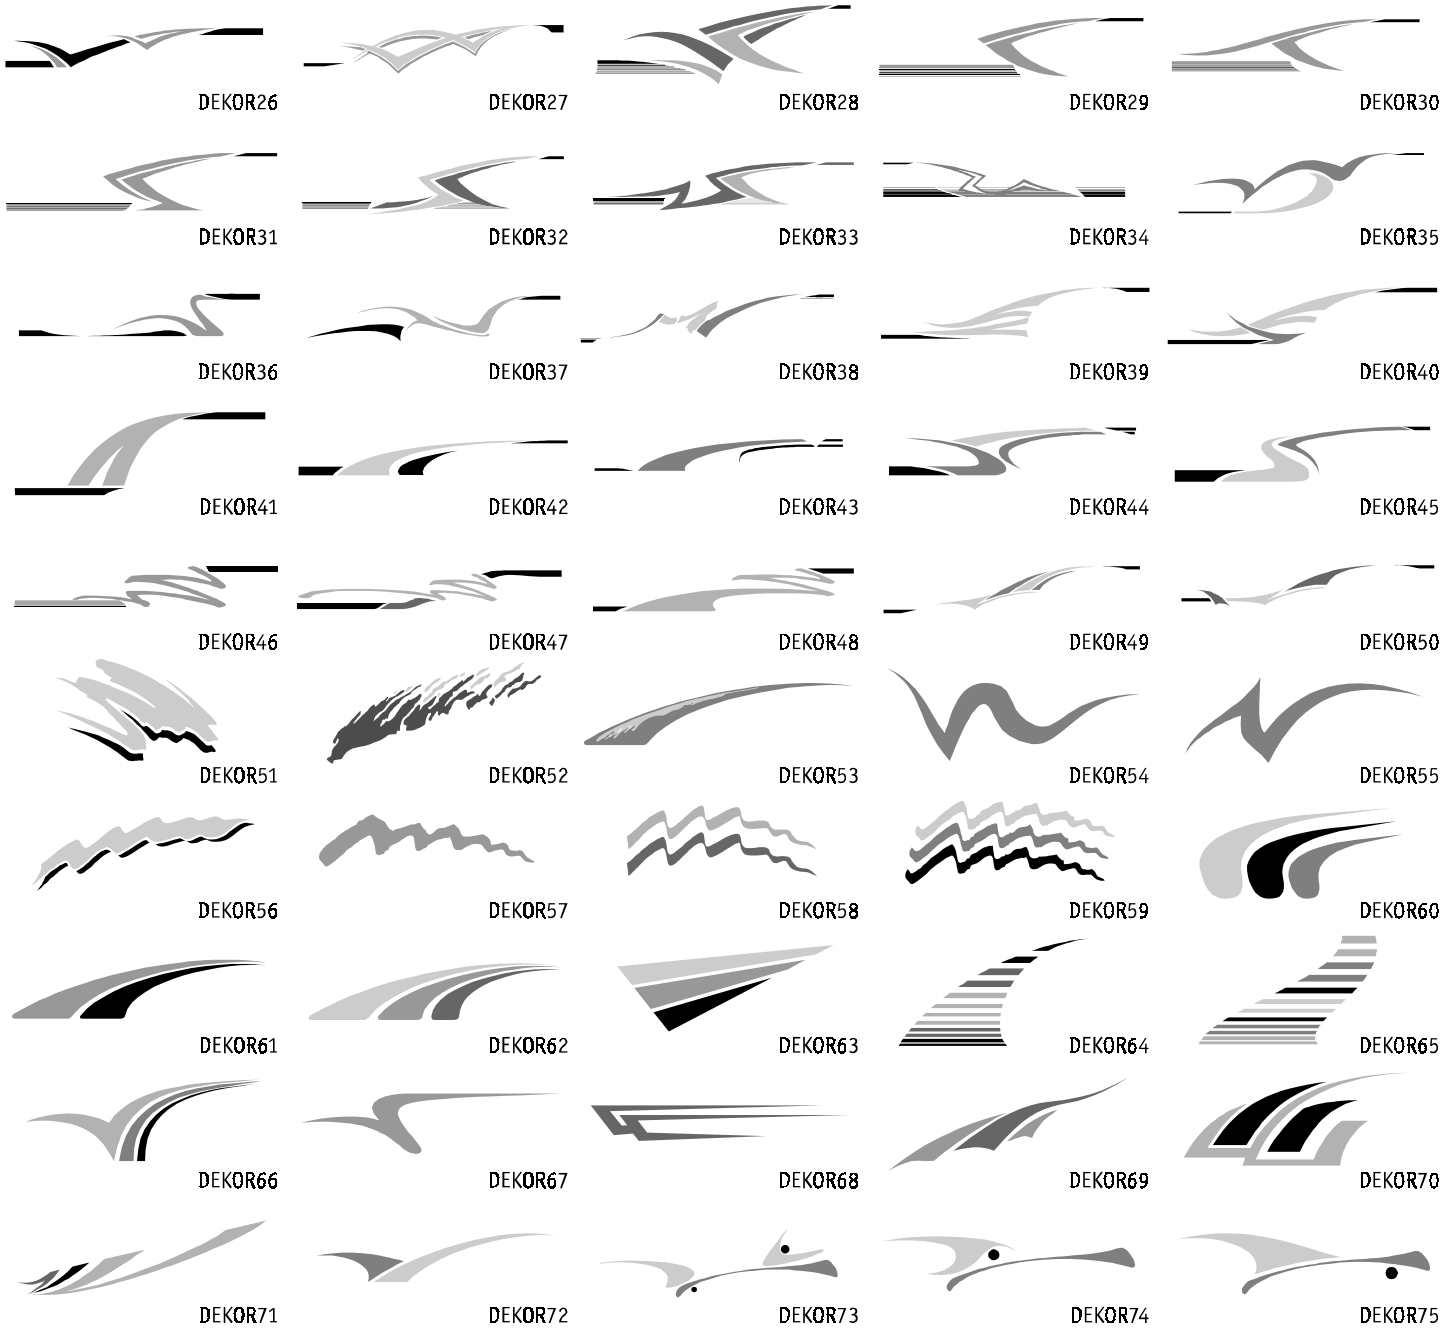 DEKOR26 DEKOR27 DEKOR28 DEKOR29 DEKOR30
DEKOR31 DEKOR32 DEKOR33 DEKOR34 DEKOR35
DEKOR36 DEKOR37 DEKOR38 DEKOR39 DEKOR40
DEKOR41 DEKOR42 DEKOR43 DEKOR44 DEKOR45
DEKOR46 DEKOR47 DEKOR48 DEKOR49 DEKOR50
DEKOR51 DEKOR52 DEKOR53 DEKOR54 DEKOR55
DEKOR56 DEKOR57 DEKOR58 DEKOR59 DEKOR60
DEKOR61 DEKOR62 DEKOR63 DEKOR64 DEKOR65
DEKOR66 DEKOR67 DEKOR68 DEKOR69 DEKOR70
DEKOR71 DEKOR72 DEKOR73 DEKOR74 DEKOR75